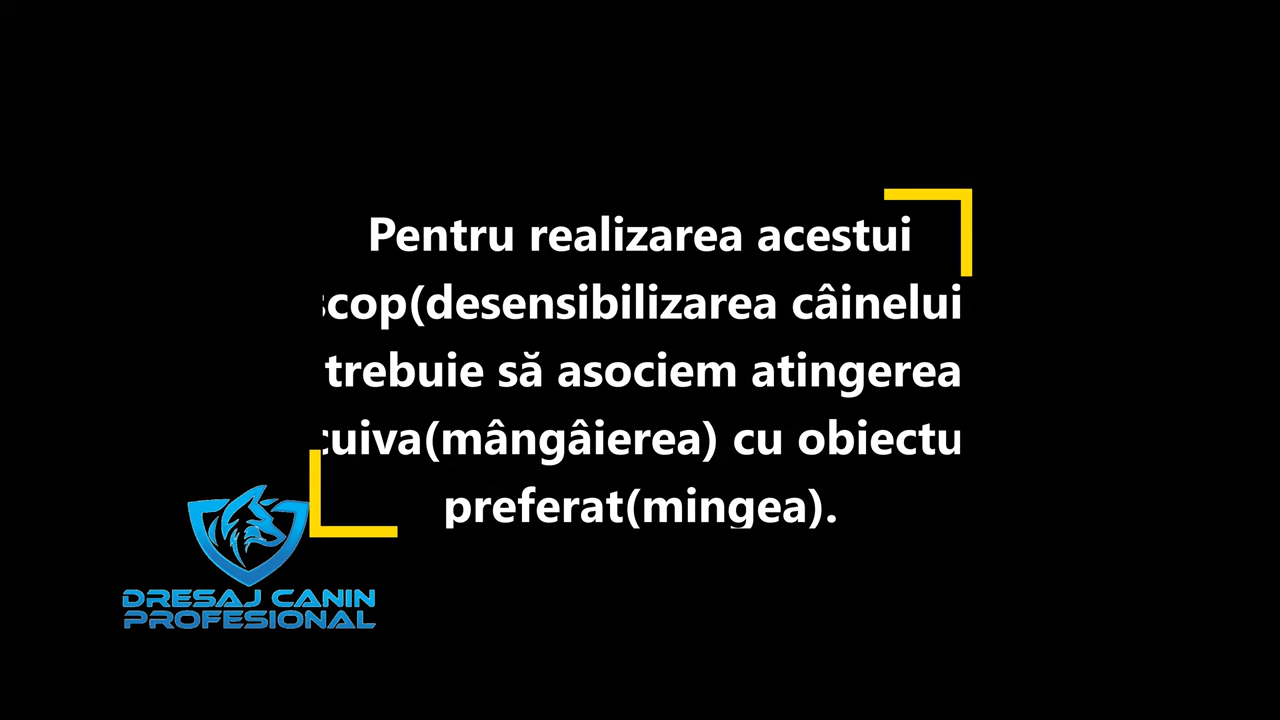 Pentru realizarea acestui
scop(desensibilizarea câinelui
trebuie să asociem atingerea
cuiva(mângâierea) cu obiectu
preferat(mingea).
DRESAJ CANIN
PROFESIONAL